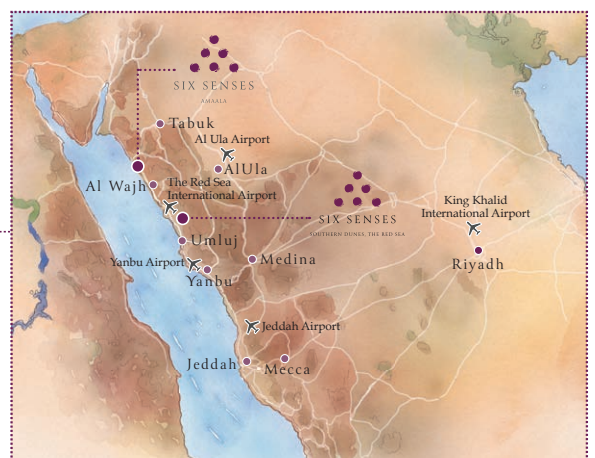 SIX SENSES
AMAALA
Tabuk
Al Ula Airport
AlUla
Al Wajh
The Red Sea
International Airport
SIX SENSES
SOUTHERN DUNES, THE RED SEA
King Khalid
International Airport
Riyadh
Umluj
Yanbu Airport
Yanbu
Medina
Jeddah Airport
Jeddah
Mecca